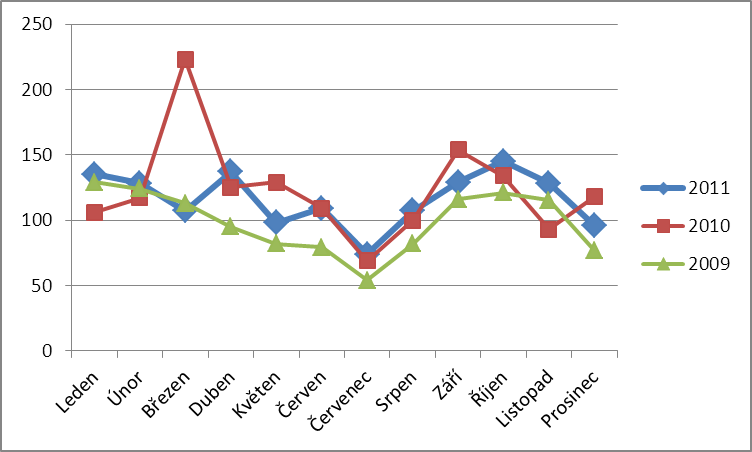 250
200
150
100
50
0
Leden
Únor
Březen
Duben
Květen
Červen
Červenec
Srpen
Září
Říjen
Listopad
Prosinec
2011
2010
2009